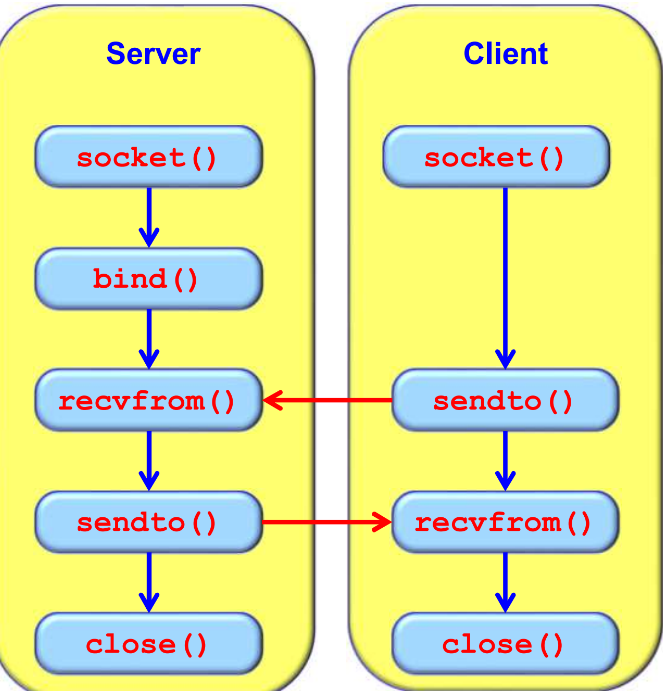 Server
socket()
bind()
recvfrom()
sendto()
close()
Client
socket()
sendto()
recvfrom()
close()